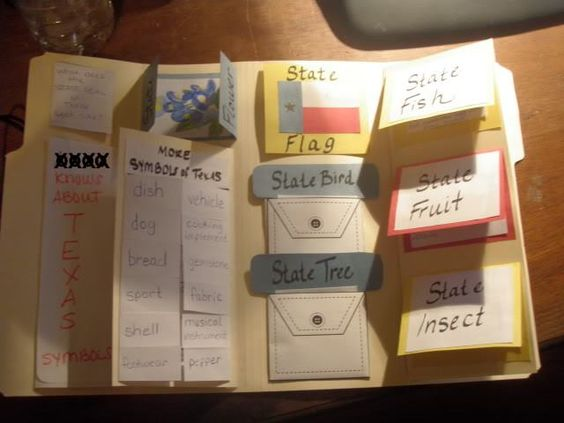 State
Flower
State
Flag
State
Fish
KNOWS
ABOUT
TEXAS
SYMBOLS
MORE
SYMBOLS of TEXAS
dish
vehicle
dog
cooking
implement
bread
gemstone
sport
fabric
shell
musical
instrument
footwear
pepper
State Bird
State Tree
State
Fruit
State
Insect